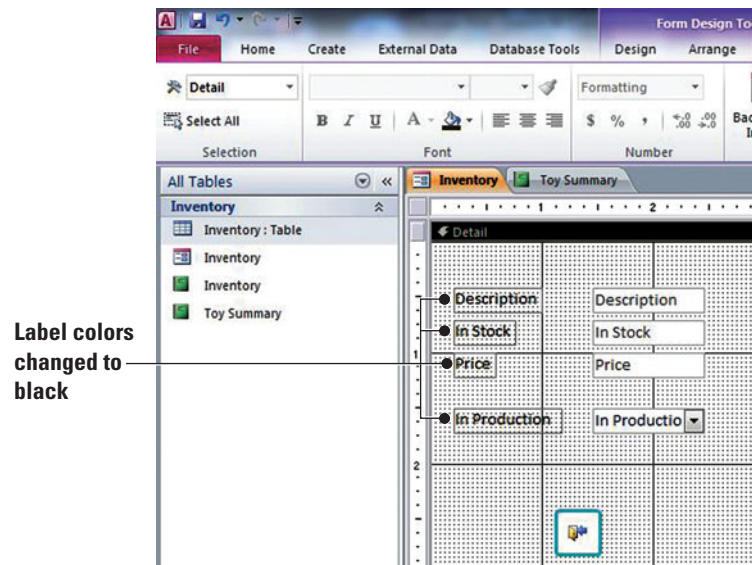 Form Design To
File Home Create External Data Database Tools Design Arrange
Detail
Formatting
Select All
B I U A
$ % ,
Selection Font Number
All Tables
Inventory Toy Summary
Inventory
Inventory : Table
Inventory
Inventory
Toy Summary
Detail
Description Description
In Stock In Stock
Price Price
In Production In Productio
Label colors
changed to
black
1 2
1
2